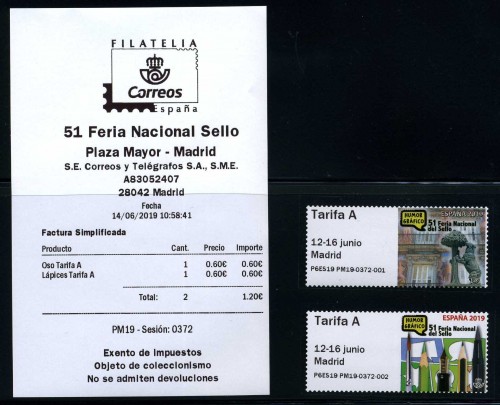 FILATELIA
Correos
España
51 Feria Nacional Sello
Plaza Mayor - Madrid
S.E. Correos y Telégrafos S.A., S.M.E.
A83052407
28042 Madrid
Fecha
14/06/2019 10:58:41
Factura Simplificada
Producto Cant. Precio Importe
Oso Tarifa A 1 0.60€ 0.60€
Lápices Tarifa A 1 0.60€ 0.60€
Total: 2 1.20€
PM19 - Sesión: 0372
Exento de impuestos
Objeto de coleccionismo
No se admiten devoluciones
Tarifa A
12-16 junio
Madrid
P6ES19 PM19-0372-001
HUMOR GRÁFICO
ESPAÑA 2019
51 Feria Nacional
del Sello
Tarifa A
12-16 junio
Madrid
P6ES19 PM19-0372-002
HUMOR GRÁFICO
ESPAÑA 2019
51 Feria Nacional
del Sello